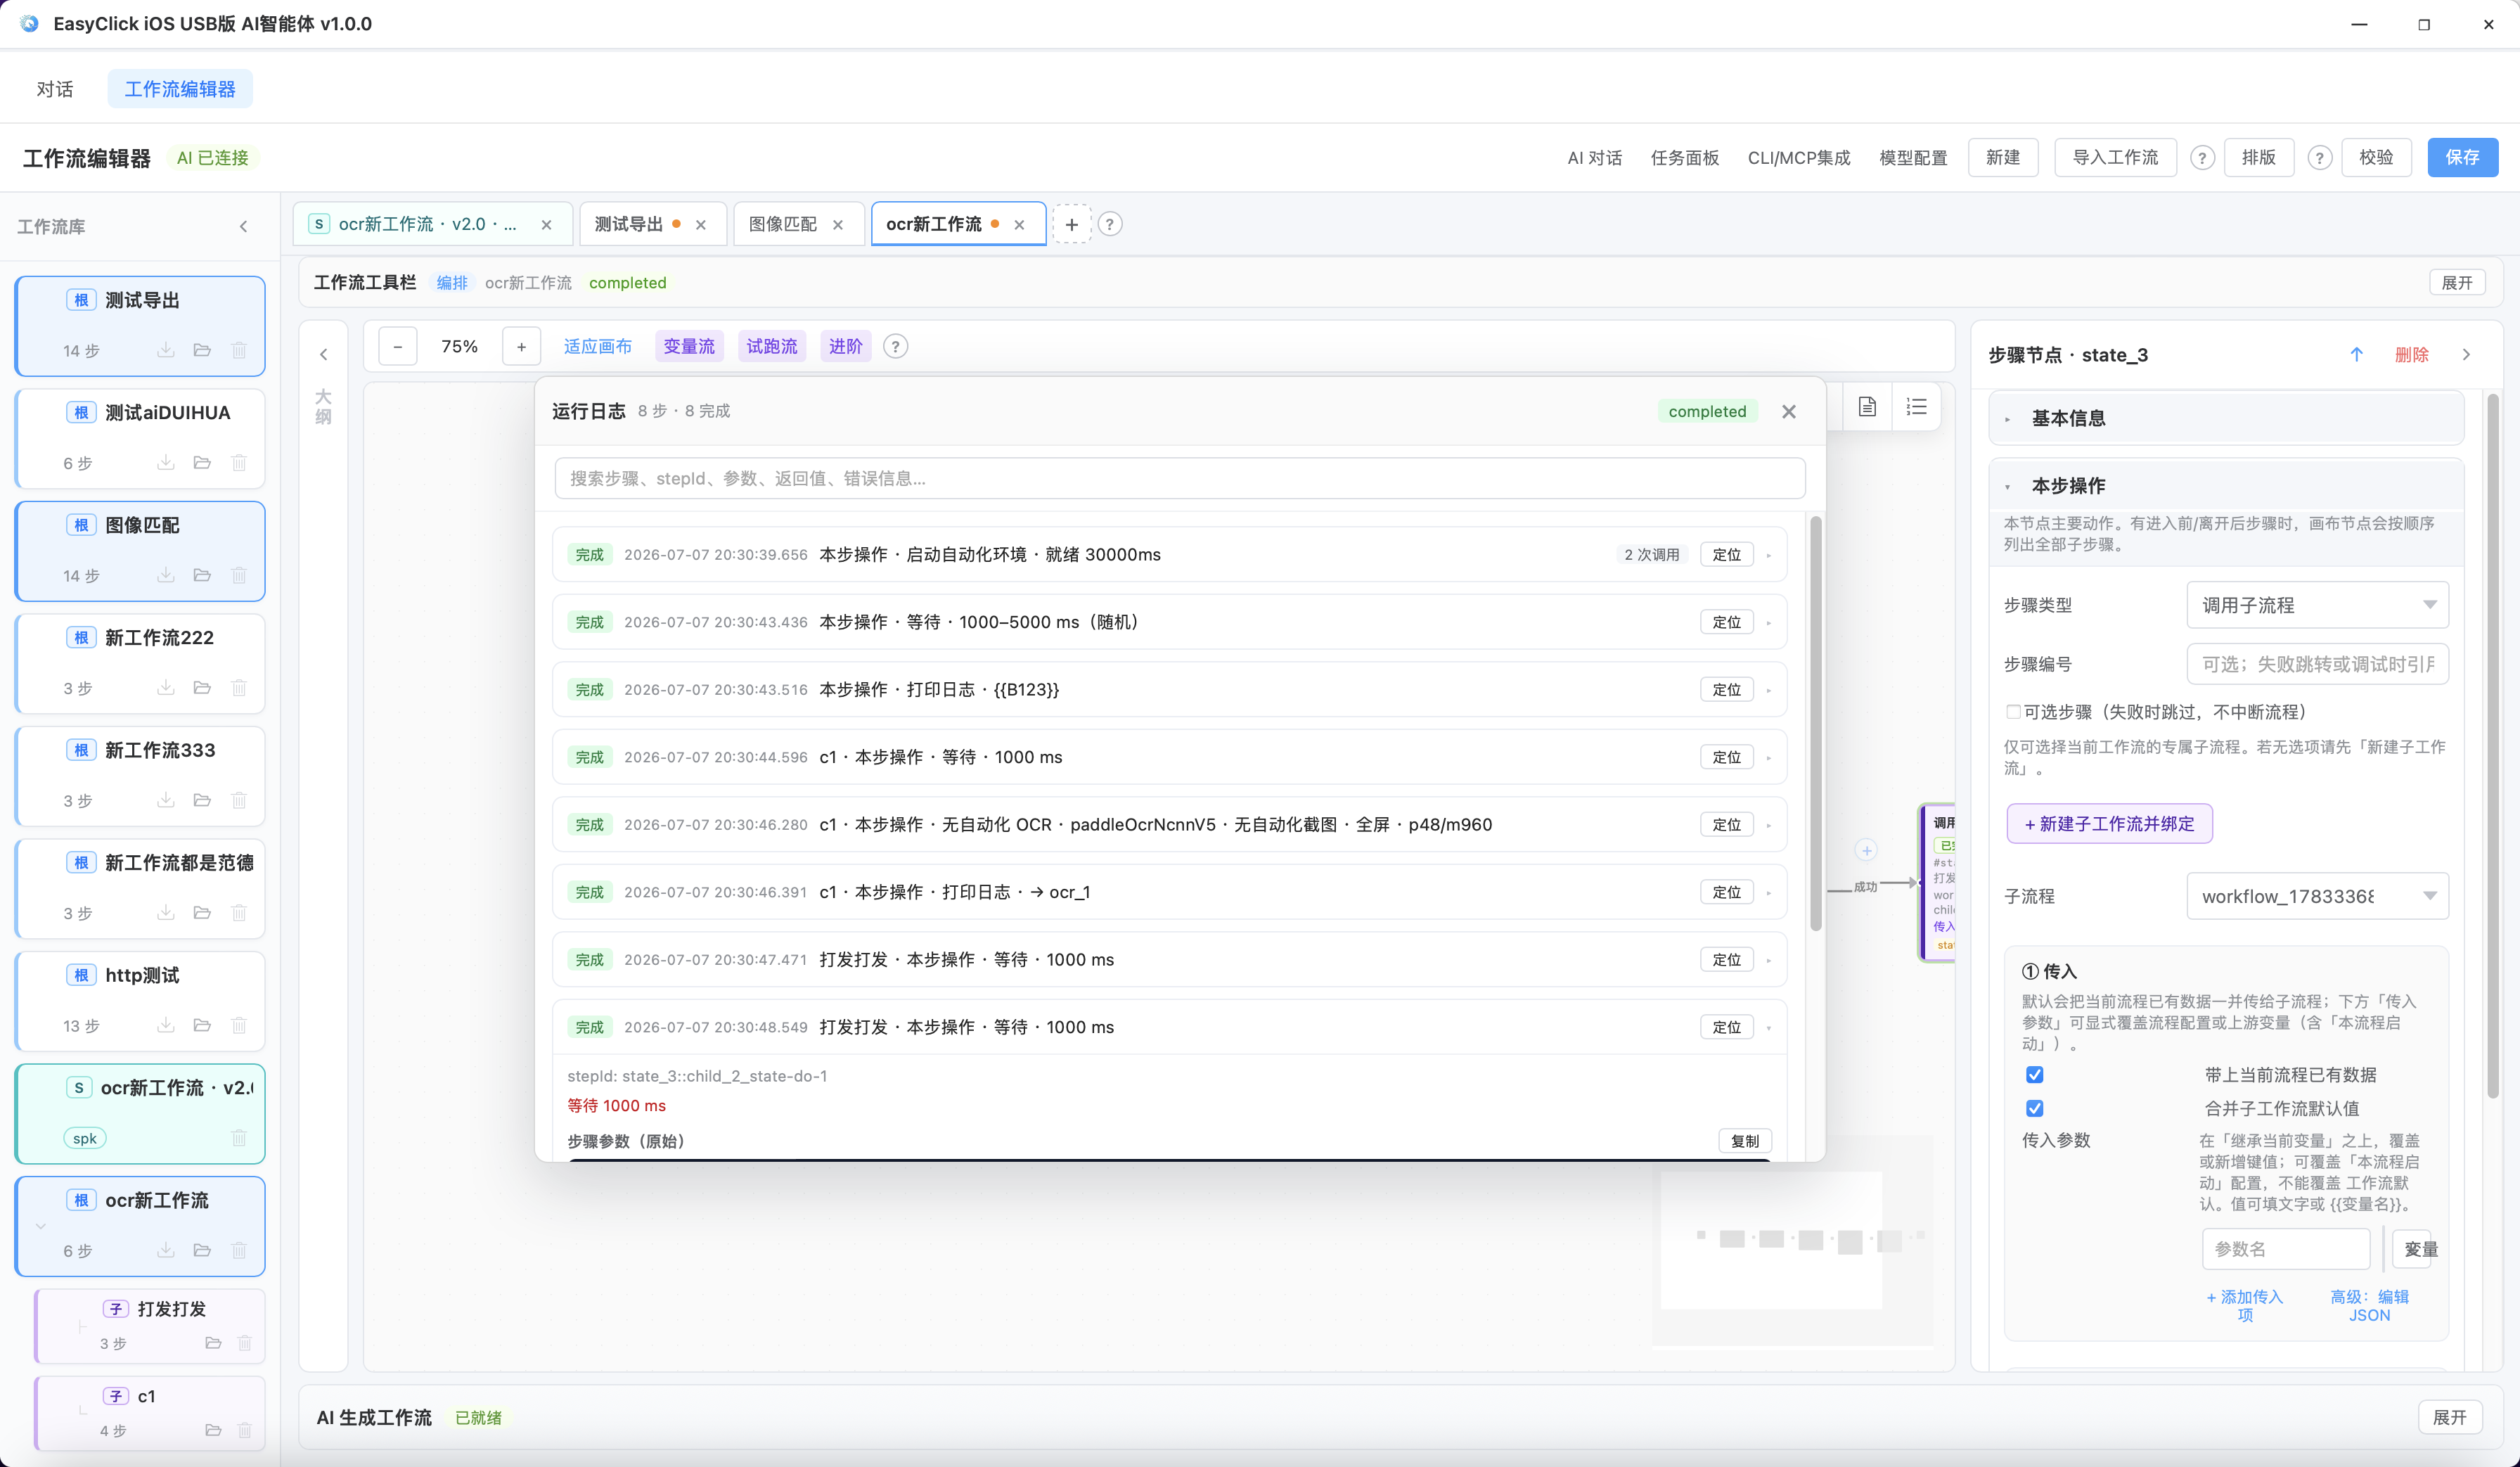 EasyClick iOS USB版 AI智能体 v1.0.0
对话
工作流编辑器
工作流编辑器
AI 已连接
AI 对话
任务面板
CLI/MCP集成
模型配置
新建
导入工作流
?
排版
?
校验
保存
工作流库
根 测试导出
14 步
根 测试aiDUIHUA
6 步
根 图像匹配
14 步
根 新工作流222
3 步
根 新工作流333
3 步
根 新工作流都是范德
3 步
根 http测试
13 步
S ocr新工作流 · v2.
spk
根 ocr新工作流
6 步
子 打发打发
3 步
子 c1
4 步
S ocr新工作流 · v2.0 · ...
测试导出
图像匹配
ocr新工作流
+
?
工作流工具栏 编排 ocr新工作流 completed
展开
大纲
−
75%
+
适应画布
变量流
试跑流
进阶
?
运行日志 8 步 · 8 完成
completed
搜索步骤、stepId、参数、返回值、错误信息...
完成 2026-07-07 20:30:39.656 本步操作 · 启动自动化环境 · 就绪 30000ms 2 次调用 定位
完成 2026-07-07 20:30:43.436 本步操作 · 等待 · 1000–5000 ms（随机） 定位
完成 2026-07-07 20:30:43.516 本步操作 · 打印日志 · {{B123}} 定位
完成 2026-07-07 20:30:44.596 c1 · 本步操作 · 等待 · 1000 ms 定位
完成 2026-07-07 20:30:46.280 c1 · 本步操作 · 无自动化 OCR · paddleOcrNcnnV5 · 无自动化截图 · 全屏 · p48/m960 定位
完成 2026-07-07 20:30:46.391 c1 · 本步操作 · 打印日志 · → ocr_1 定位
完成 2026-07-07 20:30:47.471 打发打发 · 本步操作 · 等待 · 1000 ms 定位
完成 2026-07-07 20:30:48.549 打发打发 · 本步操作 · 等待 · 1000 ms 定位
stepId: state_3::child_2_state-do-1
等待 1000 ms
步骤参数（原始）
复制
成功
调用
#st
打发
wor
chil
传入
sta
步骤节点 · state_3
删除
基本信息
本步操作
本节点主要动作。有进入前/离开后步骤时，画布节点会按顺序
列出全部子步骤。
步骤类型
调用子流程
步骤编号
可选；失败跳转或调试时引用
可选步骤（失败时跳过，不中断流程）
仅可选择当前工作流的专属子流程。若无选项请先「新建子工作
流」。
+ 新建子工作流并绑定
子流程
workflow_17833368
① 传入
默认会把当前流程已有数据一并传给子流程；下方「传入
参数」可显式覆盖流程配置或上游变量（含「本流程启
动」）。
带上当前流程已有数据
合并子工作流默认值
传入参数
在「继承当前变量」之上，覆盖
或新增键值；可覆盖「本流程启
动」配置，不能覆盖 工作流默
认。值可填文字或 {{变量名}}。
参数名
变量
+ 添加传入
项
高级：编辑
JSON
AI 生成工作流 已就绪
展开